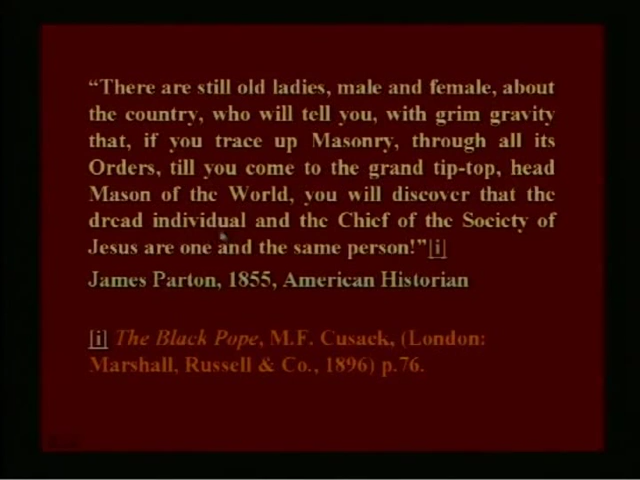 “There are still old ladies, male and female, about
the country, who will tell you, with grim gravity
that, if you trace up Masonry, through all its
Orders, till you come to the grand tip-top, head
Mason of the World, you will discover that the
dread individual and the Chief of the Society of
Jesus are one and the same person!”[i]
James Parton, 1855, American Historian
[i] The Black Pope, M.F. Cusack, (London:
Marshall, Russell & Co., 1896) p.76.